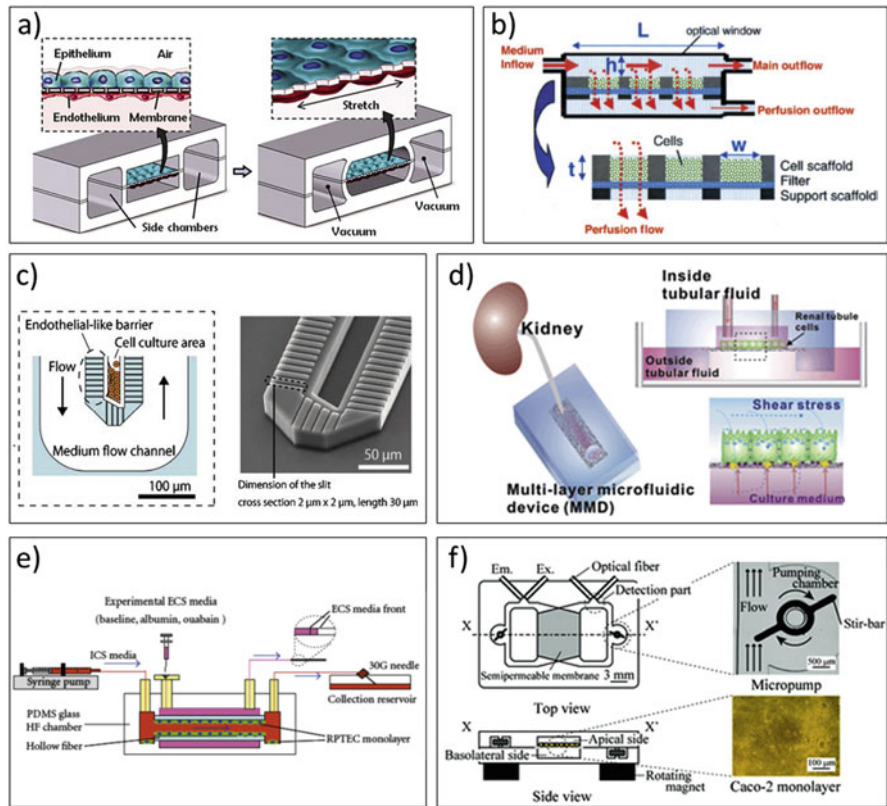 a)
Epithelium
Air
Endothelium
Membrane
Stretch
Side chambers
Vacuum
Vacuum
b)
L
optical window
Medium
Inflow
h
Main outflow
Perfusion outflow
Cells
w
t
Cell scaffold
Filter
Support scaffold
Perfusion flow
c)
Endothelial-like barrier
Cell culture area
Flow
Medium flow channel
100 μm
50 μm
Dimension of the slit
cross section 2 μm x 2 μm, length 30 μm
d)
Kidney
Multi-layer microfluidic
device (MMD)
Inside
tubular fluid
Renal tubule
cells
Outside
tubular fluid
Shear stress
Culture medium
e)
Experimental ECS media
(baseline, albumin, ouabain )
ICS media
Syringe pump
ECS media front
30G needle
Collection reservoir
PDMS glass
HF chamber
Hollow fiber
RPTEC monolayer
f)
Em.
Ex.
Optical fiber
Detection part
X
X'
Semipermeable membrane
3 mm
Top view
Flow
Pumping
chamber
Stir-bar
500 μm
Micropump
X
X'
Apical side
Basolateral side
Rotating
magnet
Side view
100 μm
Caco-2 monolayer